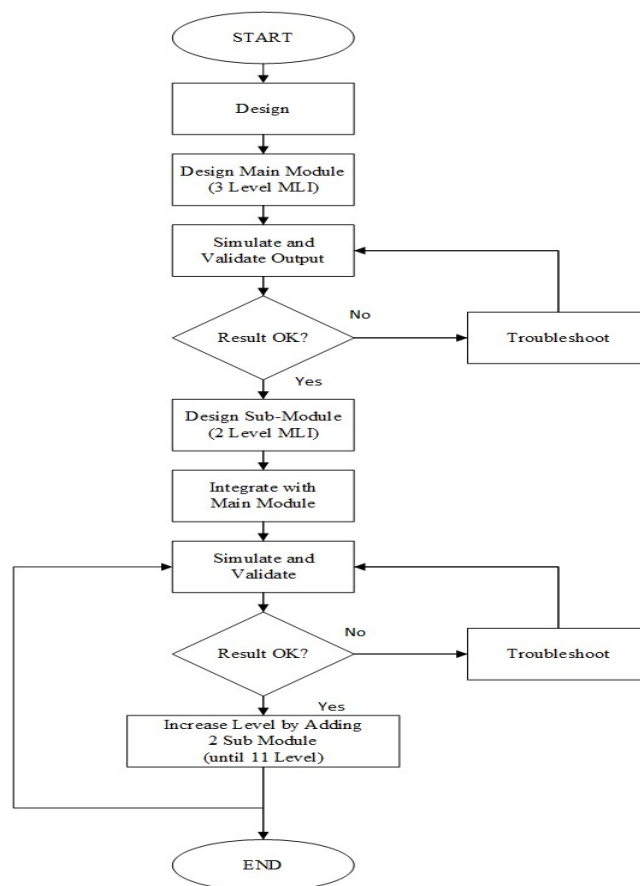 START
Design
Design Main Module
(3 Level MLI)
Simulate and
Validate Output
Result OK?
No
Troubleshoot
Yes
Design Sub-Module
(2 Level MLI)
Integrate with
Main Module
Simulate and
Validate
Result OK?
No
Troubleshoot
Yes
Increase Level by Adding
2 Sub Module
(until 11 Level)
END